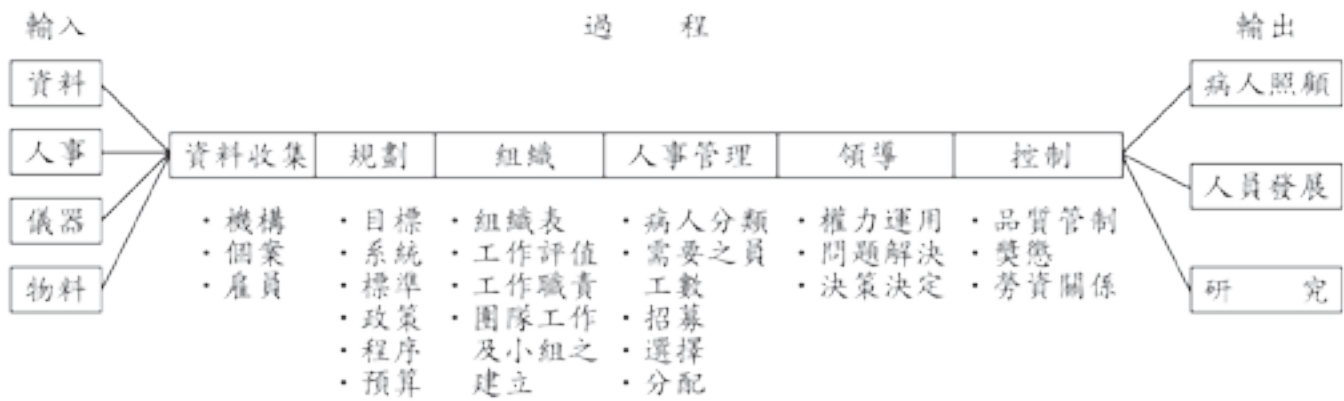 輸入 過 程 輸出
資料
人事
儀器
物料
資料收集 規劃 組織 人事管理 領導 控制
・機構
・個案
・雇員
・目標
・系統
・標準
・政策
・程序
・預算
・組織表
・工作評值
・工作職責
・團隊工作
及小組之
建立
・病人分類
・需要之員
工數
・招募
・選擇
・分配
・權力運用
・問題解決
・決策決定
・品質管制
・獎懲
・勞資關係
病人照顧
人員發展
研 究